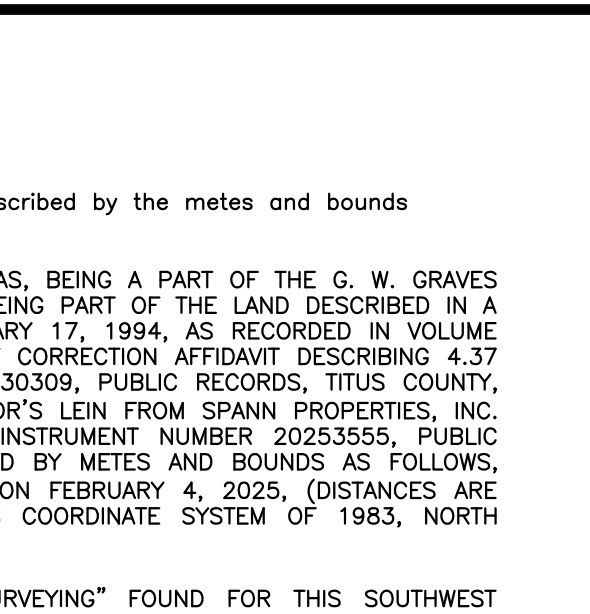 scribed by the metes and bounds
AS, BEING A PART OF THE G. W. GRAVES
EING PART OF THE LAND DESCRIBED IN A
ARY 17, 1994, AS RECORDED IN VOLUME
CORRECTION AFFIDAVIT DESCRIBING 4.37
30309, PUBLIC RECORDS, TITUS COUNTY,
OR'S LEIN FROM SPANN PROPERTIES, INC.
INSTRUMENT NUMBER 20253555, PUBLIC
D BY METES AND BOUNDS AS FOLLOWS,
ON FEBRUARY 4, 2025, (DISTANCES ARE
COORDINATE SYSTEM OF 1983, NORTH
URVEYING” FOUND FOR THIS SOUTHWEST